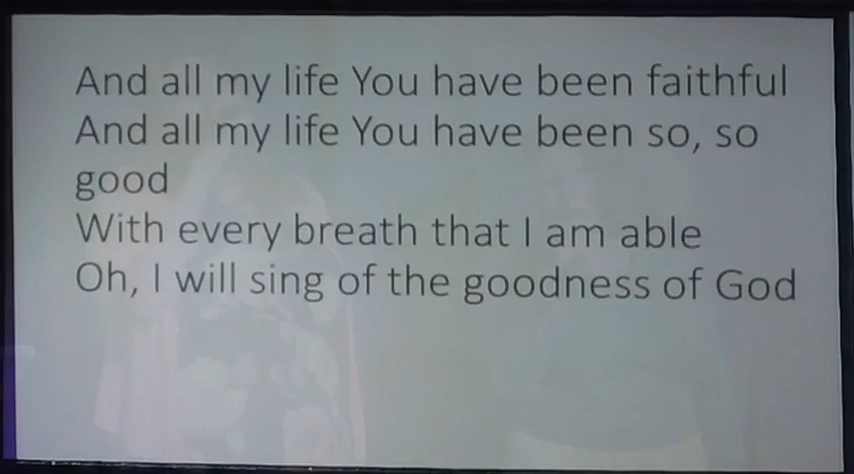 And all my life You have been faithful
And all my life You have been so, so
good
With every breath that I am able
Oh, I will sing of the goodness of God